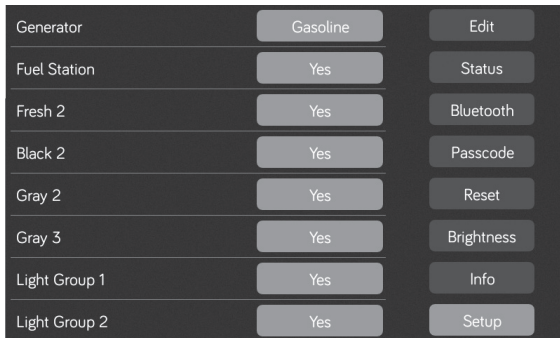 Generator Gasoline Edit
Fuel Station Yes Status
Fresh 2 Yes Bluetooth
Black 2 Yes Passcode
Gray 2 Yes Reset
Gray 3 Yes Brightness
Light Group 1 Yes Info
Light Group 2 Yes Setup